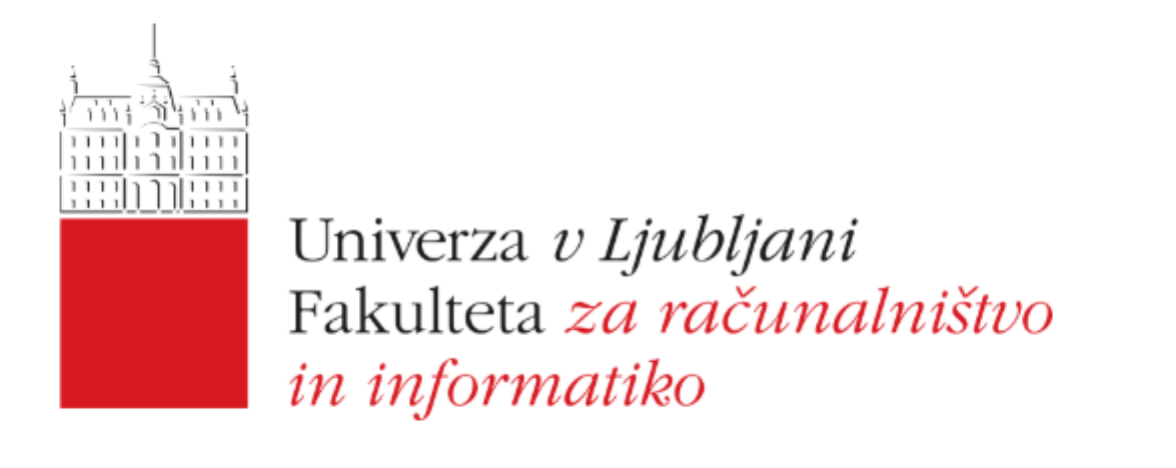 Univerza v Ljubljani
Fakulteta za računalništvo
in informatiko